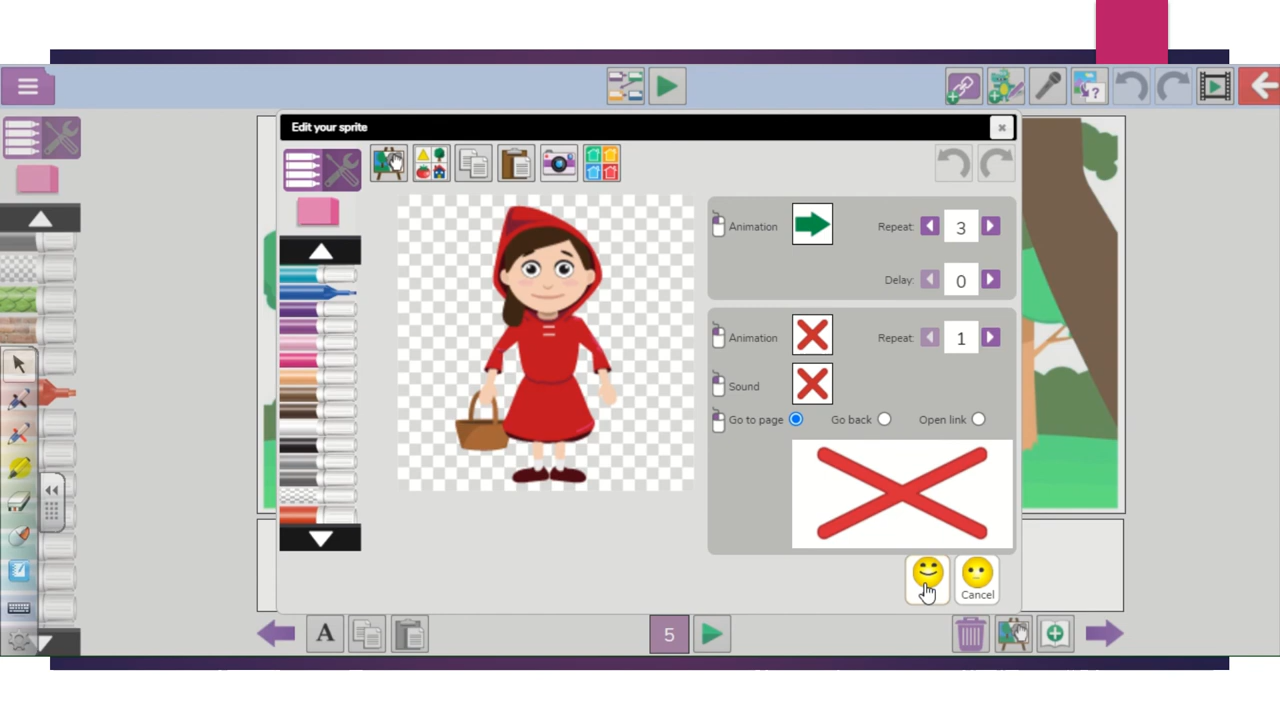 Edit your sprite
Animation
Repeat: 3
Delay: 0
Animation
Repeat: 1
Sound
Go to page
Go back
Open link
Cancel
A
5